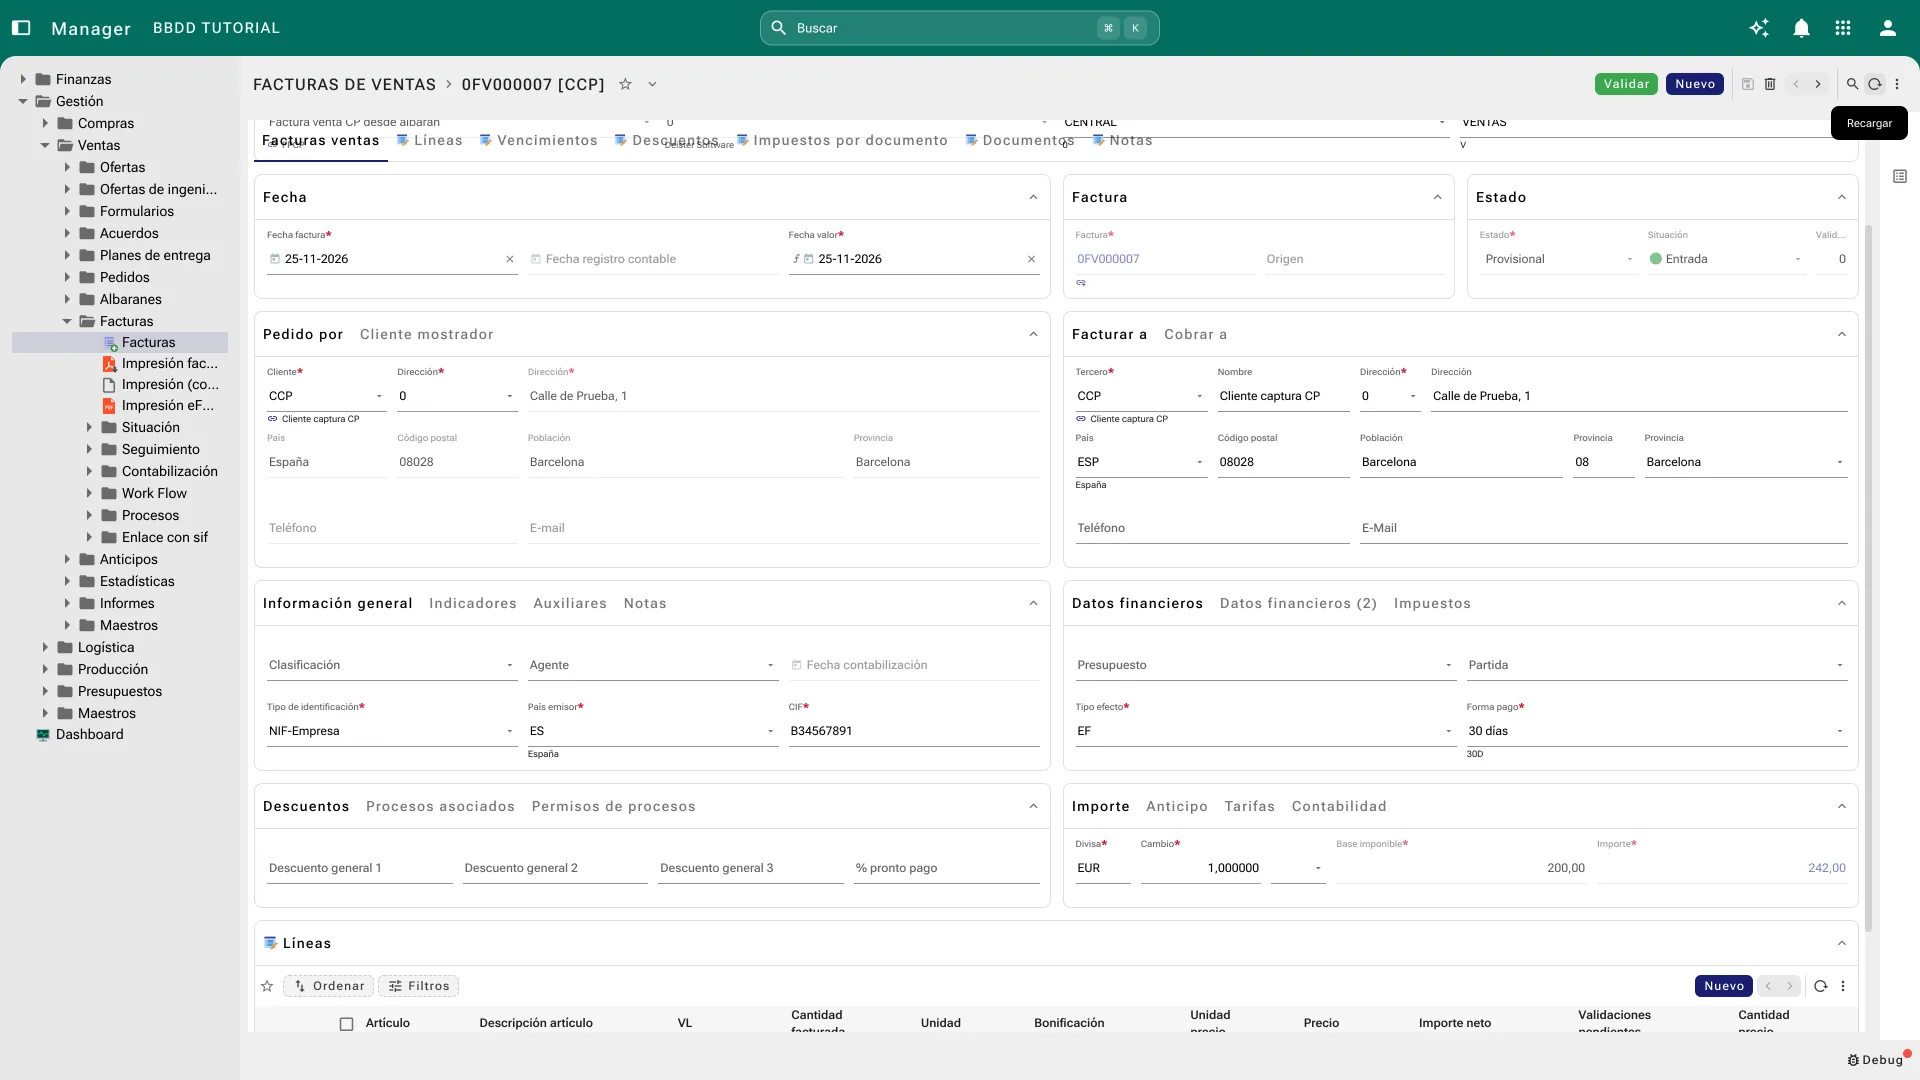 Manager BBDD TUTORIAL
Buscar ⌘ K
Finanzas
Gestión
Compras
Ventas
Ofertas
Ofertas de ingeni...
Formularios
Acuerdos
Planes de entrega
Pedidos
Albaranes
Facturas
Facturas
Impresión fac...
Impresión (co...
Impresión eF...
Situación
Seguimiento
Contabilización
Work Flow
Procesos
Enlace con sif
Anticipos
Estadísticas
Informes
Maestros
Logística
Producción
Presupuestos
Maestros
Dashboard
FACTURAS DE VENTAS > 0FV000007 [CCP]
Validar Nuevo
Recargar
Factura venta CP desde albarán 0 CENTRAL VENTAS
Facturas ventas Líneas Vencimientos Descuentos Impuestos por documento Documentos Notas
Deister Software 0 V
Fecha
Fecha factura* Fecha valor*
25-11-2026 Fecha registro contable 25-11-2026
Factura
Factura*
0FV000007 Origen
Estado
Estado* Situación Valid...
Provisional Entrada 0
Pedido por Cliente mostrador
Cliente* Dirección* Dirección*
CCP 0 Calle de Prueba, 1
Cliente captura CP
País Código postal Población Provincia
España 08028 Barcelona Barcelona
Teléfono E-mail
Facturar a Cobrar a
Tercero* Nombre Dirección* Dirección
CCP Cliente captura CP 0 Calle de Prueba, 1
Cliente captura CP
País Código postal Población Provincia Provincia
ESP 08028 Barcelona 08 Barcelona
España
Teléfono E-Mail
Información general Indicadores Auxiliares Notas
Clasificación Agente Fecha contabilización
Tipo de identificación* País emisor* CIF*
NIF-Empresa ES B34567891
España
Datos financieros Datos financieros (2) Impuestos
Presupuesto Partida
Tipo efecto* Forma pago*
EF 30 días
30D
Descuentos Procesos asociados Permisos de procesos
Descuento general 1 Descuento general 2 Descuento general 3 % pronto pago
Importe Anticipo Tarifas Contabilidad
Divisa* Cambio* Base imponible* Importe*
EUR 1,000000 200,00 242,00
Líneas
Ordenar Filtros Nuevo
Artículo Descripción artículo VL Cantidad facturada Unidad Bonificación Unidad precio Precio Importe neto Validaciones pendientes Cantidad precio
Debug